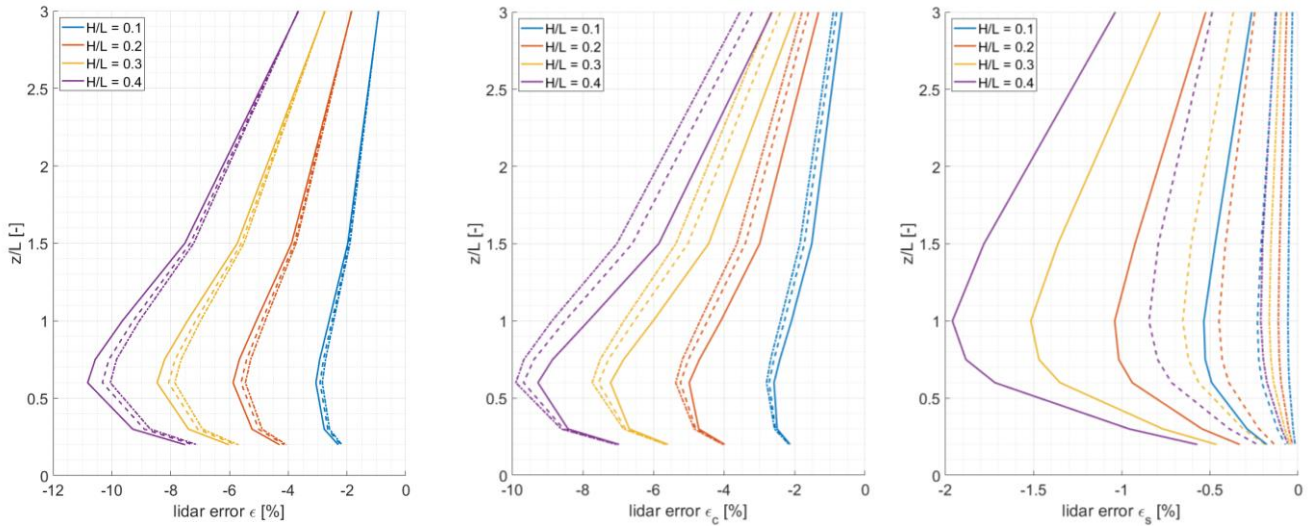 3
2.5
2
1.5
1
0.5
0
z/L [-]
H/L = 0.1
H/L = 0.2
H/L = 0.3
H/L = 0.4
-12 -10 -8 -6 -4 -2 0
lidar error ϵ [%]
3
2.5
2
1.5
1
0.5
0
z/L [-]
H/L = 0.1
H/L = 0.2
H/L = 0.3
H/L = 0.4
-10 -8 -6 -4 -2 0
lidar error ϵc [%]
3
2.5
2
1.5
1
0.5
0
z/L [-]
H/L = 0.1
H/L = 0.2
H/L = 0.3
H/L = 0.4
-2 -1.5 -1 -0.5 0
lidar error ϵs [%]